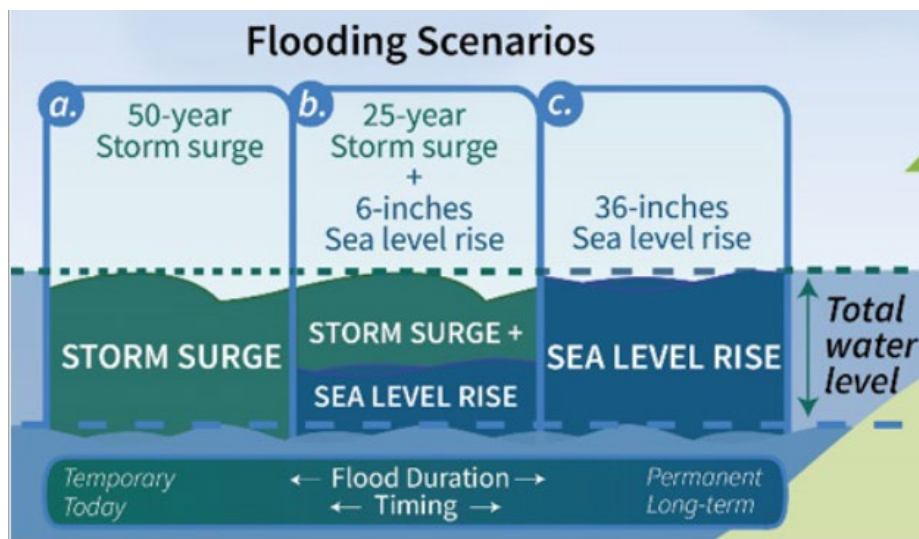 Flooding Scenarios
a.
50-year
Storm surge
b.
25-year
Storm surge
+
6-inches
Sea level rise
c.
36-inches
Sea level rise
STORM SURGE
STORM SURGE +
SEA LEVEL RISE
SEA LEVEL RISE
Total
water
level
Temporary
Today
← Flood Duration →
← Timing →
Permanent
Long-term